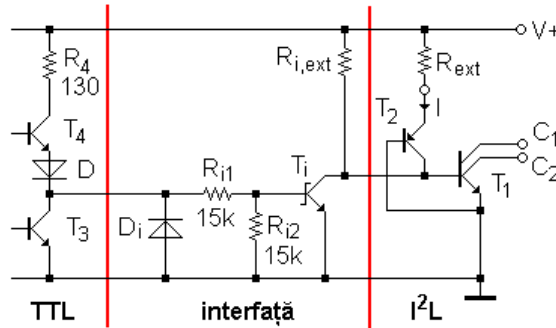 V+
R4
130
Ri,ext
Rext
T4
T2
I
C1
D
Ri1
Ti
C2
T1
T3
15k
Di
Ri2
15k
TTL
interfață
I²L